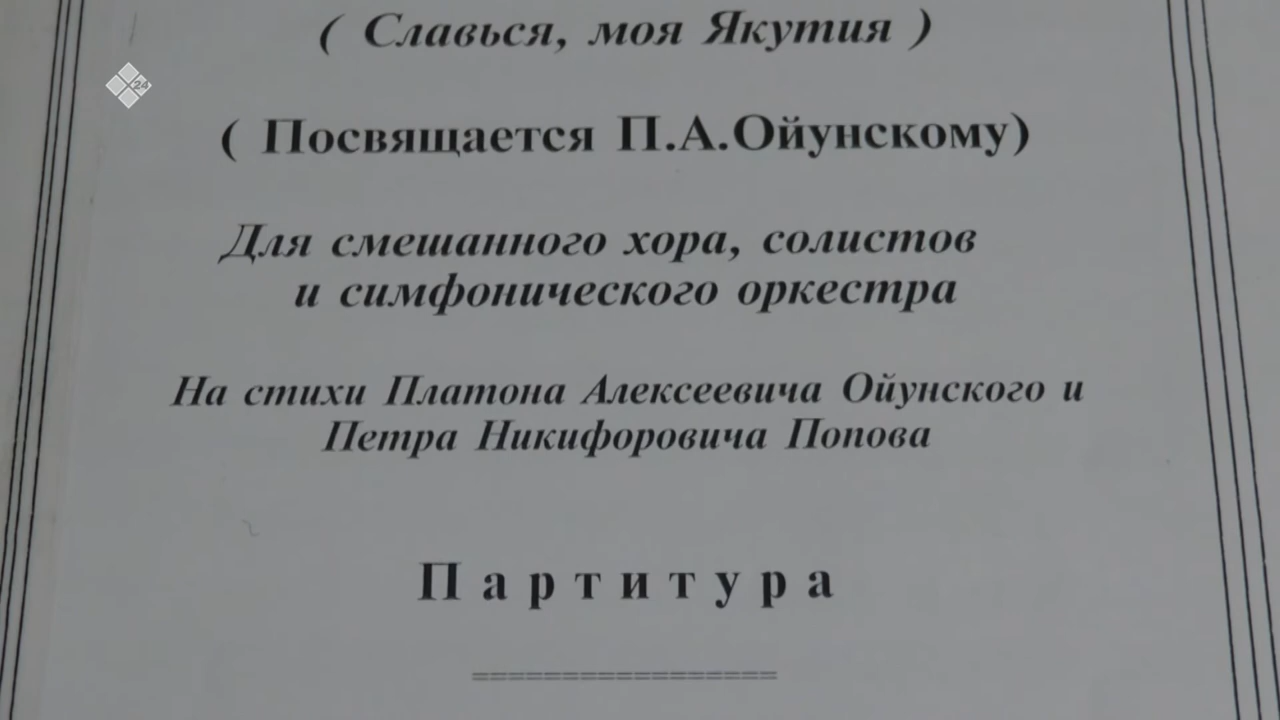 ( Славься, моя Якутия )
24
( Посвящается П.А.Ойунскому)
Для смешанного хора, солистов
и симфонического оркестра
На стихи Платона Алексеевича Ойунского и
Петра Никифоровича Попова
Партитура